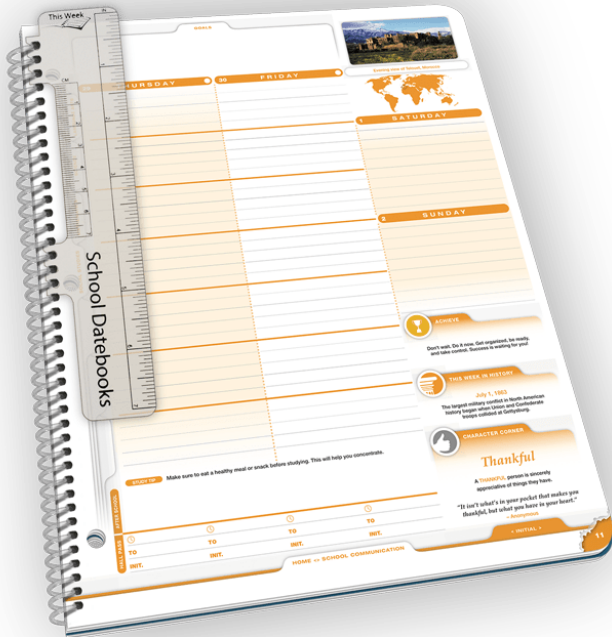 This Week
GOALS
THURSDAY
30
FRIDAY
1
SATURDAY
2
SUNDAY
CM
School Datebooks
ACHIEVE
Don't wait. Do it now. Get organized, be ready,
and take control. Success is waiting for you!
THIS WEEK IN HISTORY
July 1, 1863
The largest military conflict in North American
history began when Union and Confederate
troops collided at Gettysburg.
CHARACTER CORNER
Thankful
A THANKFUL person is sincerely
appreciative of things they have.
"It isn't what's in your pocket that makes you
thankful, but what you have in your heart."
- Anonymous
STUDY TIP
Make sure to eat a healthy meal or snack before studying. This will help you concentrate.
HALL PASS
TO
TO
TO
TO
INIT.
INIT.
INIT.
INIT.
HOME SCHOOL COMMUNICATION
INITIAL
11